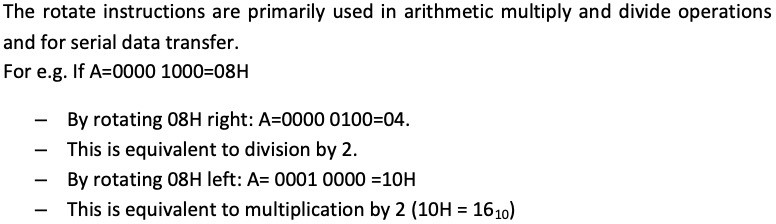 The rotate instructions are primarily used in arithmetic multiply and divide operations
and for serial data transfer.
For e.g. If A=0000 1000=08H
– By rotating 08H right: A=0000 0100=04.
– This is equivalent to division by 2.
– By rotating 08H left: A= 0001 0000 =10H
– This is equivalent to multiplication by 2 (10H = 16₁₀)